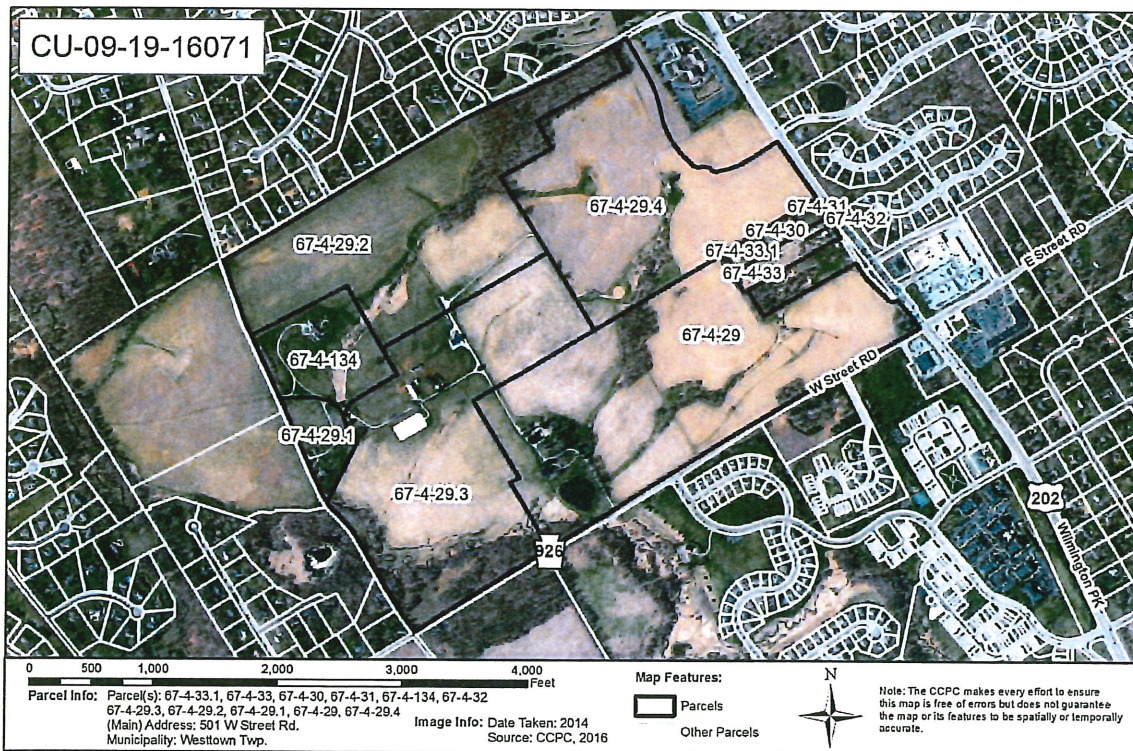 CU-09-19-16071
67-4-29.2
67-4-29.4
67-4-31
67-4-32
67-4-30
67-4-33.1
67-4-33
67-4-29
E Street RD
W Street RD
67-4-134
67-4-29.1
67-4-29.3
926
202
Wilmington PK
0 500 1,000 2,000 3,000 4,000
Feet
Parcel Info: Parcel(s): 67-4-33.1, 67-4-33, 67-4-30, 67-4-31, 67-4-134, 67-4-32
67-4-29.3, 67-4-29.2, 67-4-29.1, 67-4-29, 67-4-29.4
(Main) Address: 501 W Street Rd.
Municipality: Westtown Twp.
Image Info: Date Taken: 2014
Source: CCPC, 2016
Map Features:
Parcels
Other Parcels
N
Note: The CCPC makes every effort to ensure
this map is free of errors but does not guarantee
the map or its features to be spatially or temporally
accurate.